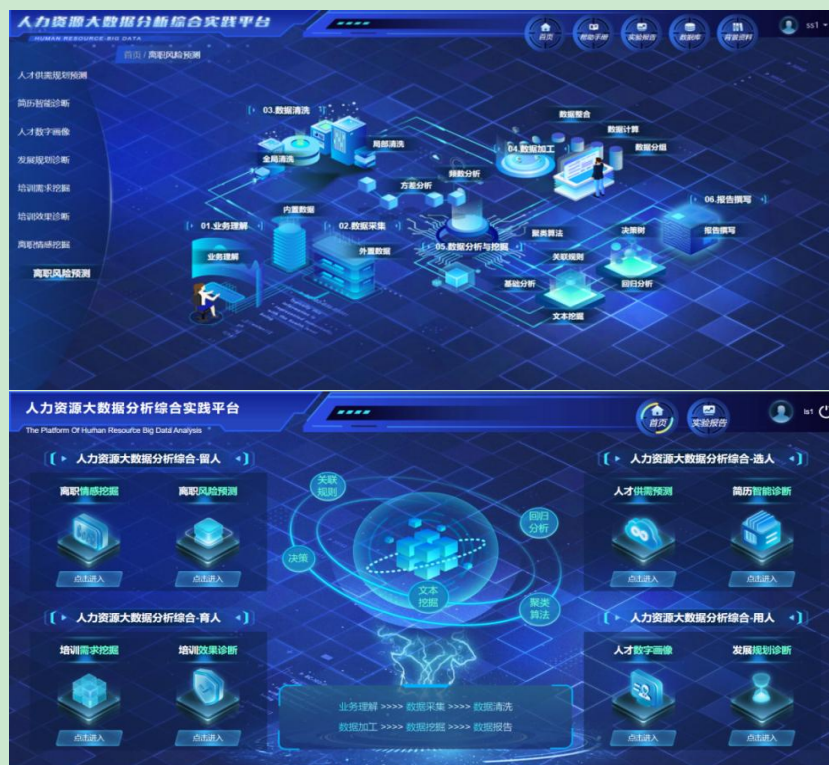 人力资源大数据分析综合实践平台
HUMAN RESOURCE BIG DATA
首页
帮助手册
实验报告
数据库
背景资料
ss1
首页 / 离职风险预测
人才供需规划预测
简历智能诊断
人才数字画像
发展规划诊断
培训需求挖掘
培训效果诊断
离职情感挖掘
离职风险预测
03.数据清洗
局部清洗
全局清洗
数据整合
数据计算
04.数据加工
数据分组
频数分析
方差分析
内置数据
01.业务理解
业务理解
02.数据采集
外置数据
05.数据分析与挖掘
聚类算法
关联规则
基础分析
文本挖掘
决策树
回归分析
06.报告撰写
报告撰写
人力资源大数据分析综合实践平台
The Platform Of Human Resource Big Data Analysis
首页
实验报告
ls1
人力资源大数据分析综合-留人
离职情感挖掘
离职风险预测
点击进入
点击进入
关联
规则
回归
分析
决策
文本
挖掘
聚类
算法
人力资源大数据分析综合-选人
人才供需预测
简历智能诊断
点击进入
点击进入
人力资源大数据分析综合-育人
培训需求挖掘
培训效果诊断
点击进入
点击进入
业务理解 >>>> 数据采集 >>>> 数据清洗
数据加工 >>>> 数据挖掘 >>>> 数据报告
人力资源大数据分析综合-用人
人才数字画像
发展规划诊断
点击进入
点击进入